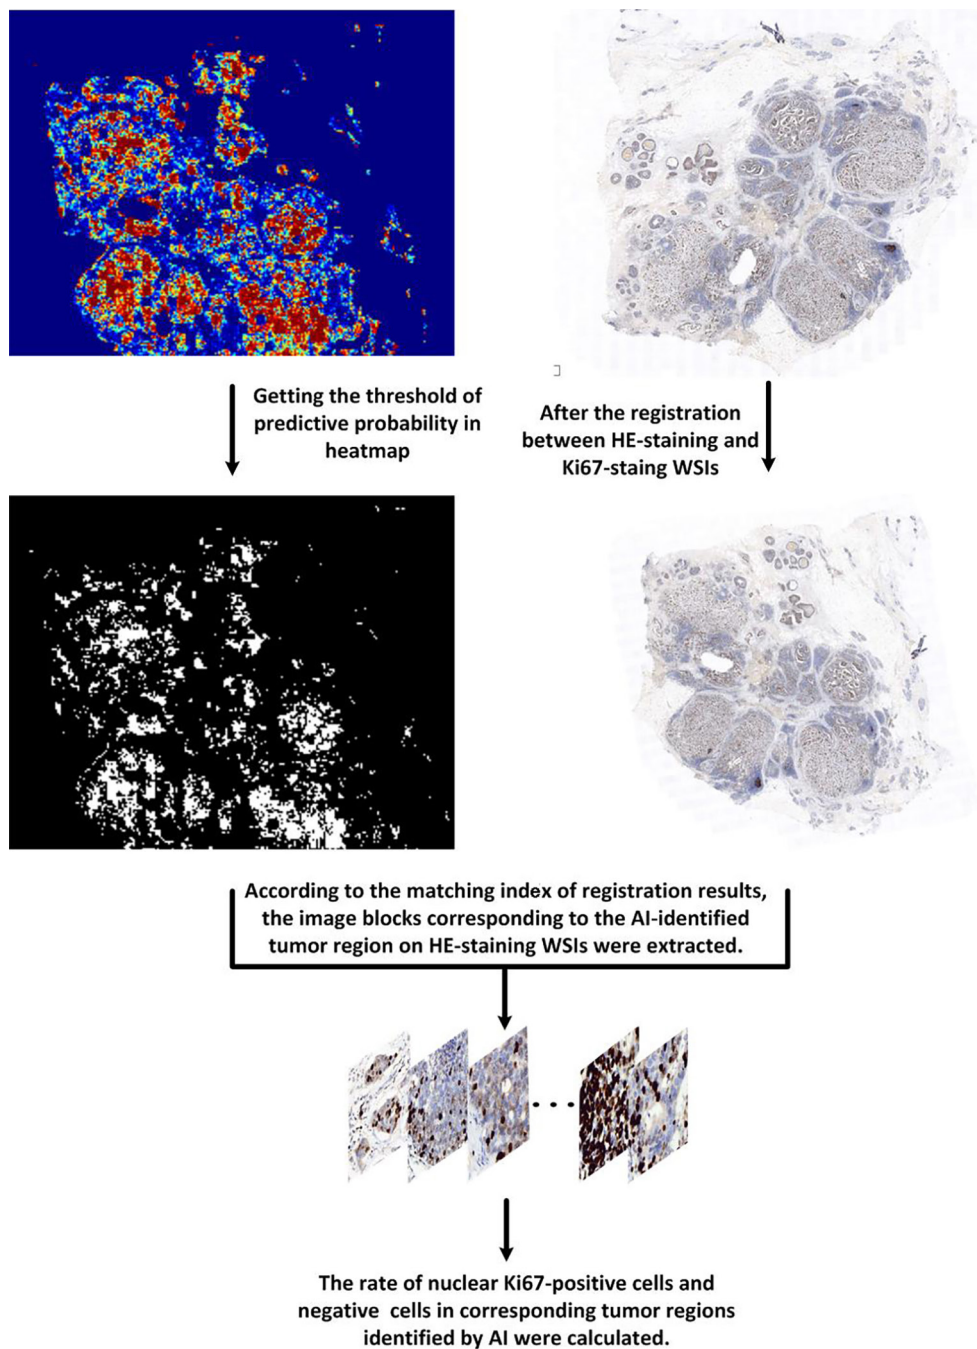 Getting the threshold of
predictive probability in
heatmap
After the registration
between HE-staining and
Ki67-staing WSIs
According to the matching index of registration results,
the image blocks corresponding to the AI-identified
tumor region on HE-staining WSIs were extracted.
The rate of nuclear Ki67-positive cells and
negative cells in corresponding tumor regions
identified by AI were calculated.